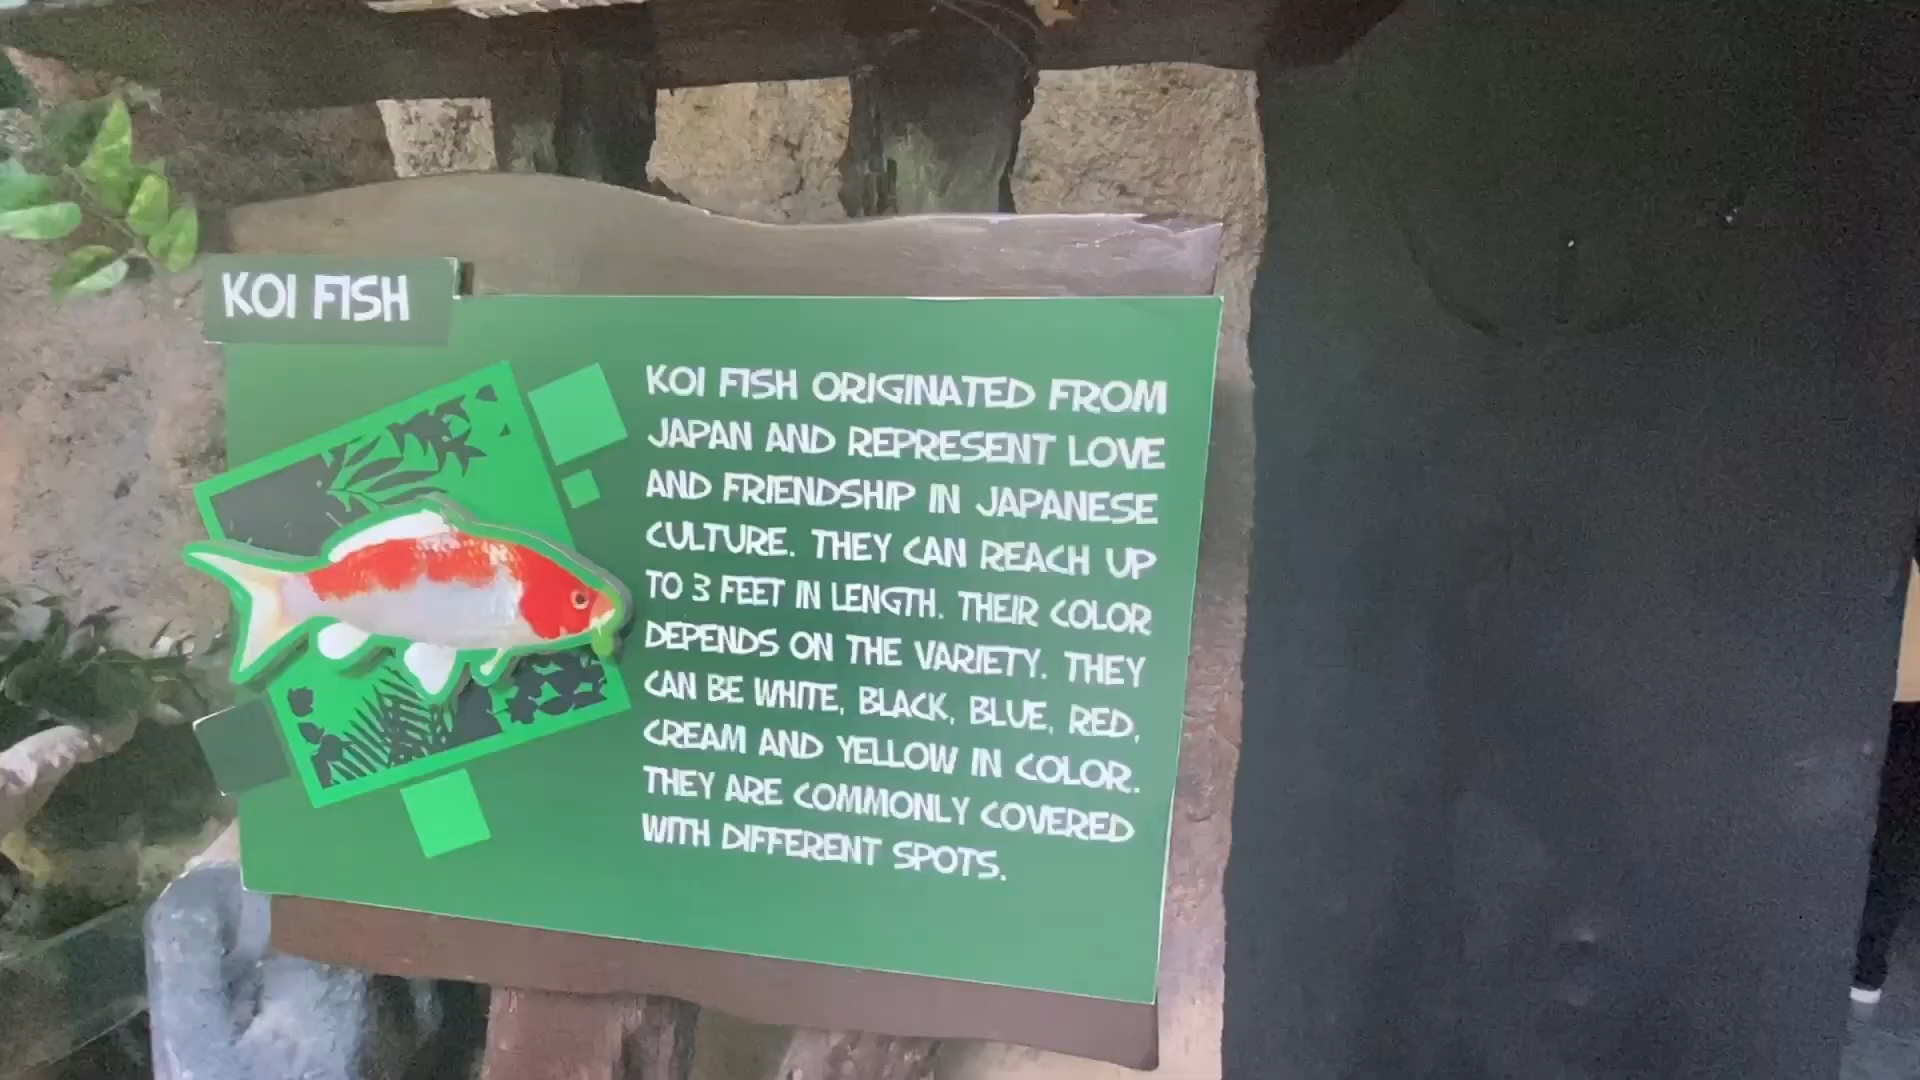 KOI FISH
KOI FISH ORIGINATED FROM
JAPAN AND REPRESENT LOVE
AND FRIENDSHIP IN JAPANESE
CULTURE. THEY CAN REACH UP
TO 3 FEET IN LENGTH. THEIR COLOR
DEPENDS ON THE VARIETY. THEY
CAN BE WHITE, BLACK, BLUE, RED,
CREAM AND YELLOW IN COLOR.
THEY ARE COMMONLY COVERED
WITH DIFFERENT SPOTS.